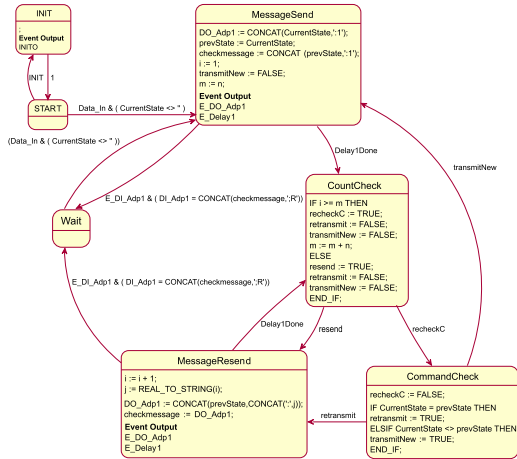 INIT
;
Event Output
INITO
INIT
1
START
Data_In & ( CurrentState <> '' )
MessageSend
DO_Adp1 := CONCAT(CurrentState,':1');
prevState := CurrentState;
checkmessage := CONCAT (prevState,':1');
i := 1;
transmitNew := FALSE;
m := n;
Event Output
E_DO_Adp1
E_Delay1
(Data_In & ( CurrentState <> '' ))
Delay1Done
transmitNew
E_DI_Adp1 & ( DI_Adp1 = CONCAT(checkmessage,';R'))
Wait
CountCheck
IF i >= m THEN
recheckC := TRUE;
retransmit := FALSE;
transmitNew := FALSE;
m := m + n;
ELSE
resend := TRUE;
retransmit := FALSE;
transmitNew := FALSE;
END_IF;
E_DI_Adp1 & ( DI_Adp1 = CONCAT(checkmessage,';R'))
Delay1Done
resend
recheckC
MessageResend
i := i + 1;
j := REAL_TO_STRING(i);
DO_Adp1 := CONCAT(prevState,CONCAT(':',j));
checkmessage := DO_Adp1;
Event Output
E_DO_Adp1
E_Delay1
retransmit
CommandCheck
recheckC := FALSE;
IF CurrentState = prevState THEN
retransmit := TRUE;
ELSIF CurrentState <> prevState THEN
transmitNew := TRUE;
END_IF;